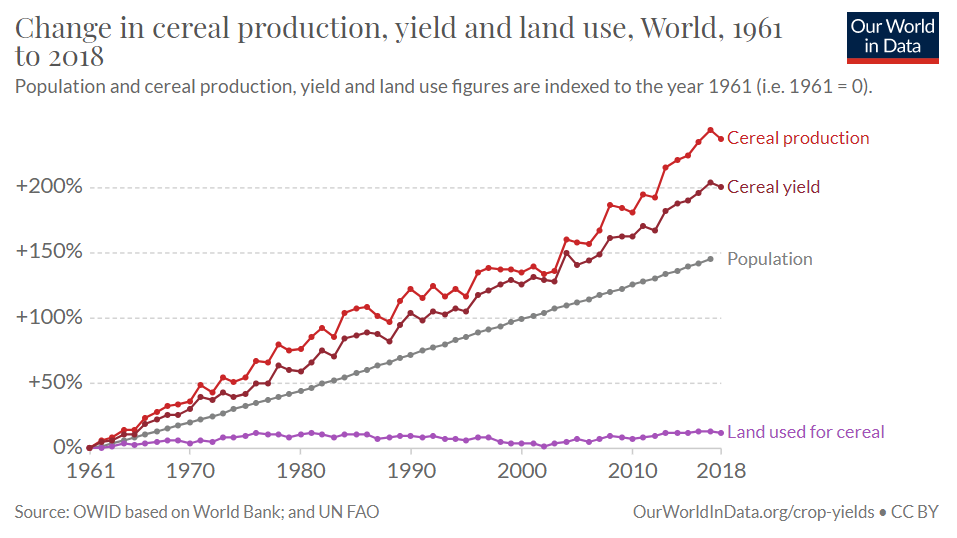 Change in cereal production, yield and land use, World, 1961
to 2018
Our World
in Data
Population and cereal production, yield and land use figures are indexed to the year 1961 (i.e. 1961 = 0).
Cereal production
+200%
Cereal yield
+150%
Population
+100%
+50%
Land used for cereal
0%
1961 1970 1980 1990 2000 2010 2018
Source: OWID based on World Bank; and UN FAO
OurWorldInData.org/crop-yields • CC BY